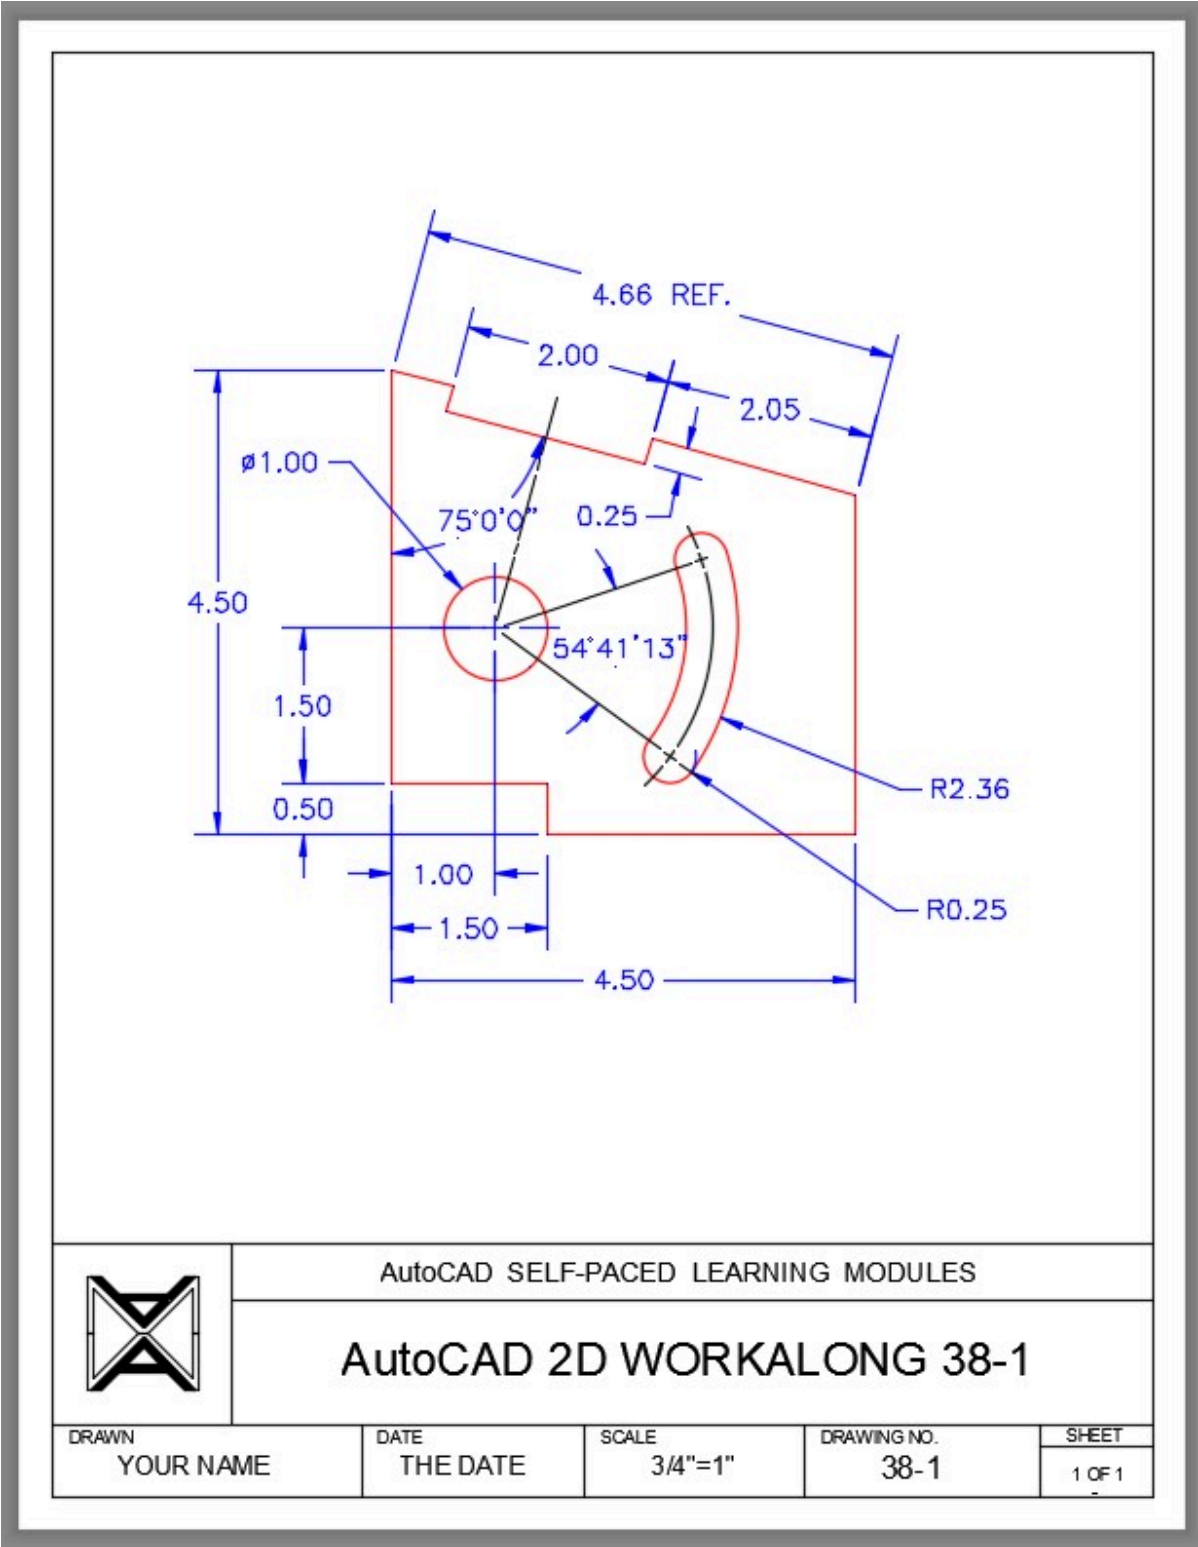 4.66 REF.
2.00
2.05
ø1.00
75°0'0"
0.25
4.50
54°41'13"
1.50
R2.36
0.50
1.00
R0.25
1.50
4.50
AutoCAD SELF-PACED LEARNING MODULES
AutoCAD 2D WORKALONG 38-1
DRAWN
YOUR NAME
DATE
THE DATE
SCALE
3/4"=1"
DRAWING NO.
38-1
SHEET
1 OF 1